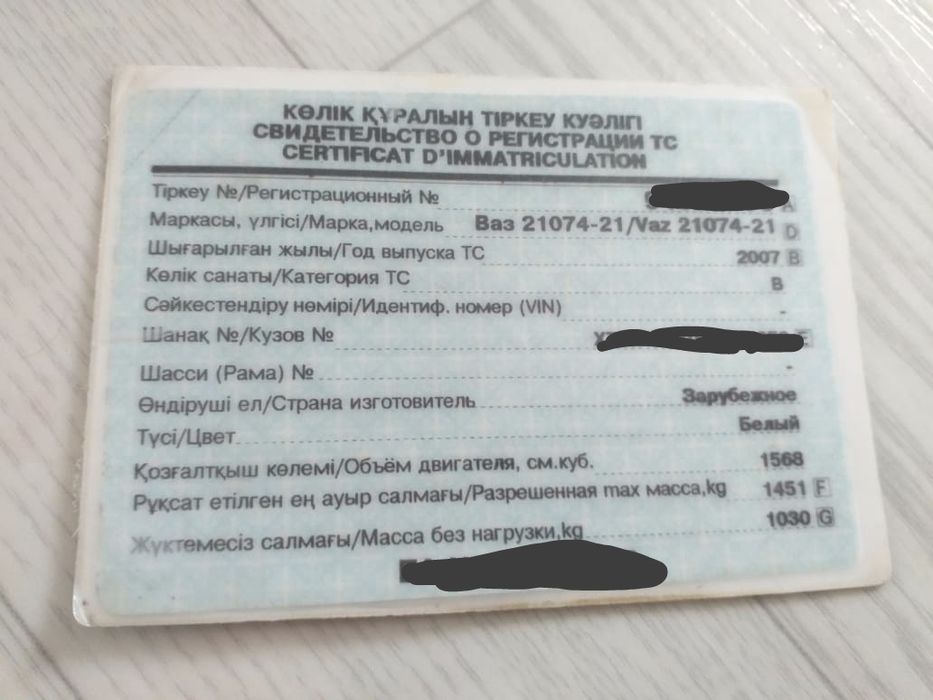 КӨЛІК ҚҰРАЛЫН ТІРКЕУ КУӘЛІГІ
СВИДЕТЕЛЬСТВО О РЕГИСТРАЦИИ ТС
CERTIFICAT D'IMMATRICULATION
Тіркеу №/Регистрационный № A
Маркасы, үлгісі/Марка,модель Ваз 21074-21/Vaz 21074-21 D
Шығарылған жылы/Год выпуска ТС 2007 B
Көлік санаты/Категория ТС B
Сәйкестендіру нөмірі/Идентиф. номер (VIN) -
Шанақ №/Кузов № E
Шасси (Рама) № -
Өндіруші ел/Страна изготовитель Зарубежное
Түсі/Цвет Белый
Қозғалтқыш көлемі/Объём двигателя, см.куб. 1568
Рұқсат етілген ең ауыр салмағы/Разрешенная max масса,kg 1451 F
Жүктемесіз салмағы/Масса без нагрузки,kg 1030 G